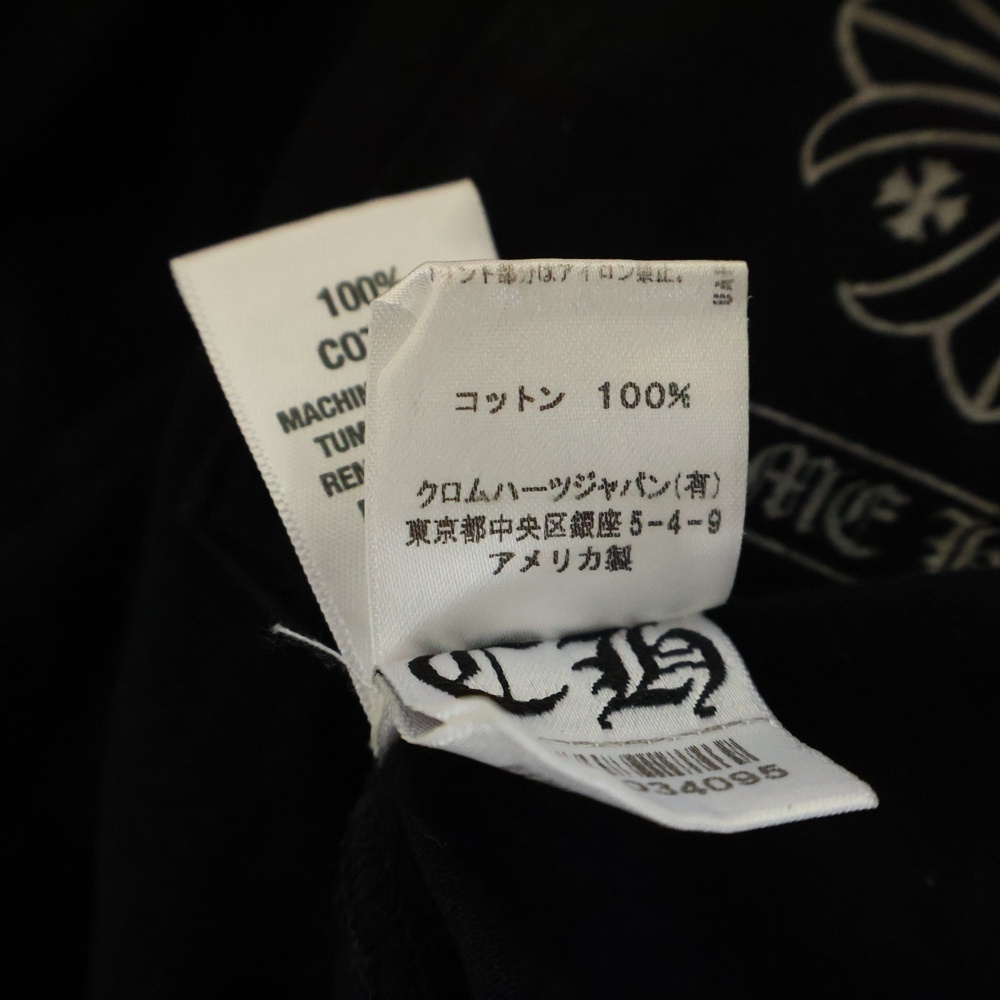 100%
COT
MACHIN
TUM
REM
プリント部分はアイロン禁止。
コットン 100%
クロムハーツジャパン(有)
東京都中央区銀座5-4-9
アメリカ製
CH
034095
ME H